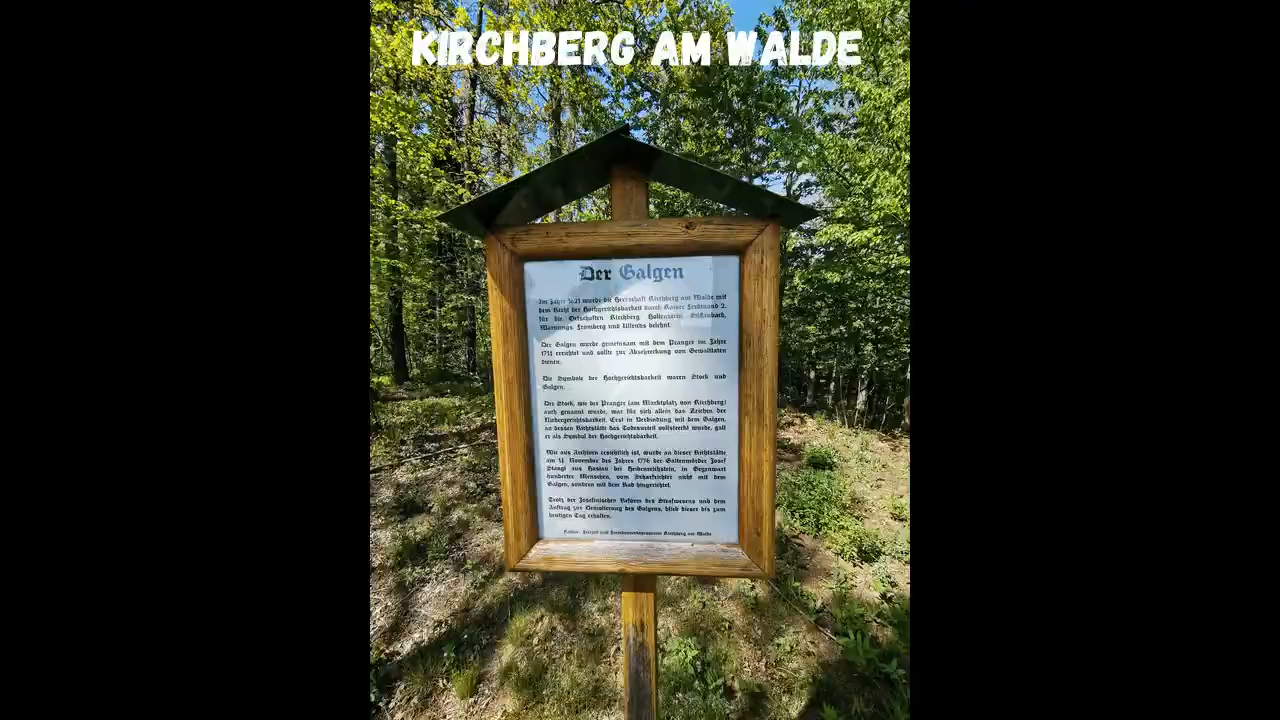 KIRCHBERG AM WALDE
Der Galgen
Im Jahre 1621 wurde die Herrschaft Kirchberg am Walde mit
dem Recht der Hochgerichtsbarkeit durch Kaiser Ferdinand 2.
für die Ortschaften Kirchberg, Hollenstein, Süßenbach,
Weinungs, Fromberg und Ullrichs belehnt.
Der Galgen wurde gemeinsam mit dem Pranger im Jahre
errichtet und sollte zur Abschreckung von Gewalttaten
dienen.
Die Symbole der Hochgerichtsbarkeit waren Stock und
Galgen.
Der Stock, wie der Pranger (am Marktplatz von Kirchberg)
auch genannt wurde, war für sich allein das Zeichen der
Niedergerichtsbarkeit. Erst in Verbindung mit dem Galgen,
an dessen Richtstätte das Todesurteil vollstreckt wurde, galt
er als Symbol der Hochgerichtsbarkeit.
Wie aus Archiven ersichtlich ist, wurde an dieser Richtstätte
am 14. November des Jahres 1776 der Gattenmörder Josef
Stangl aus Haslau bei Heidenreichstein, in Gegenwart
hunderter Menschen, vom Scharfrichter nicht mit dem
Galgen, sondern mit dem Rad hingerichtet.
Trotz der Josefinischen Reform des Strafwesens und dem
Auftrag zur Demolierung des Galgens, blieb dieser bis zum
heutigen Tag erhalten.
Kirchberg am Walde